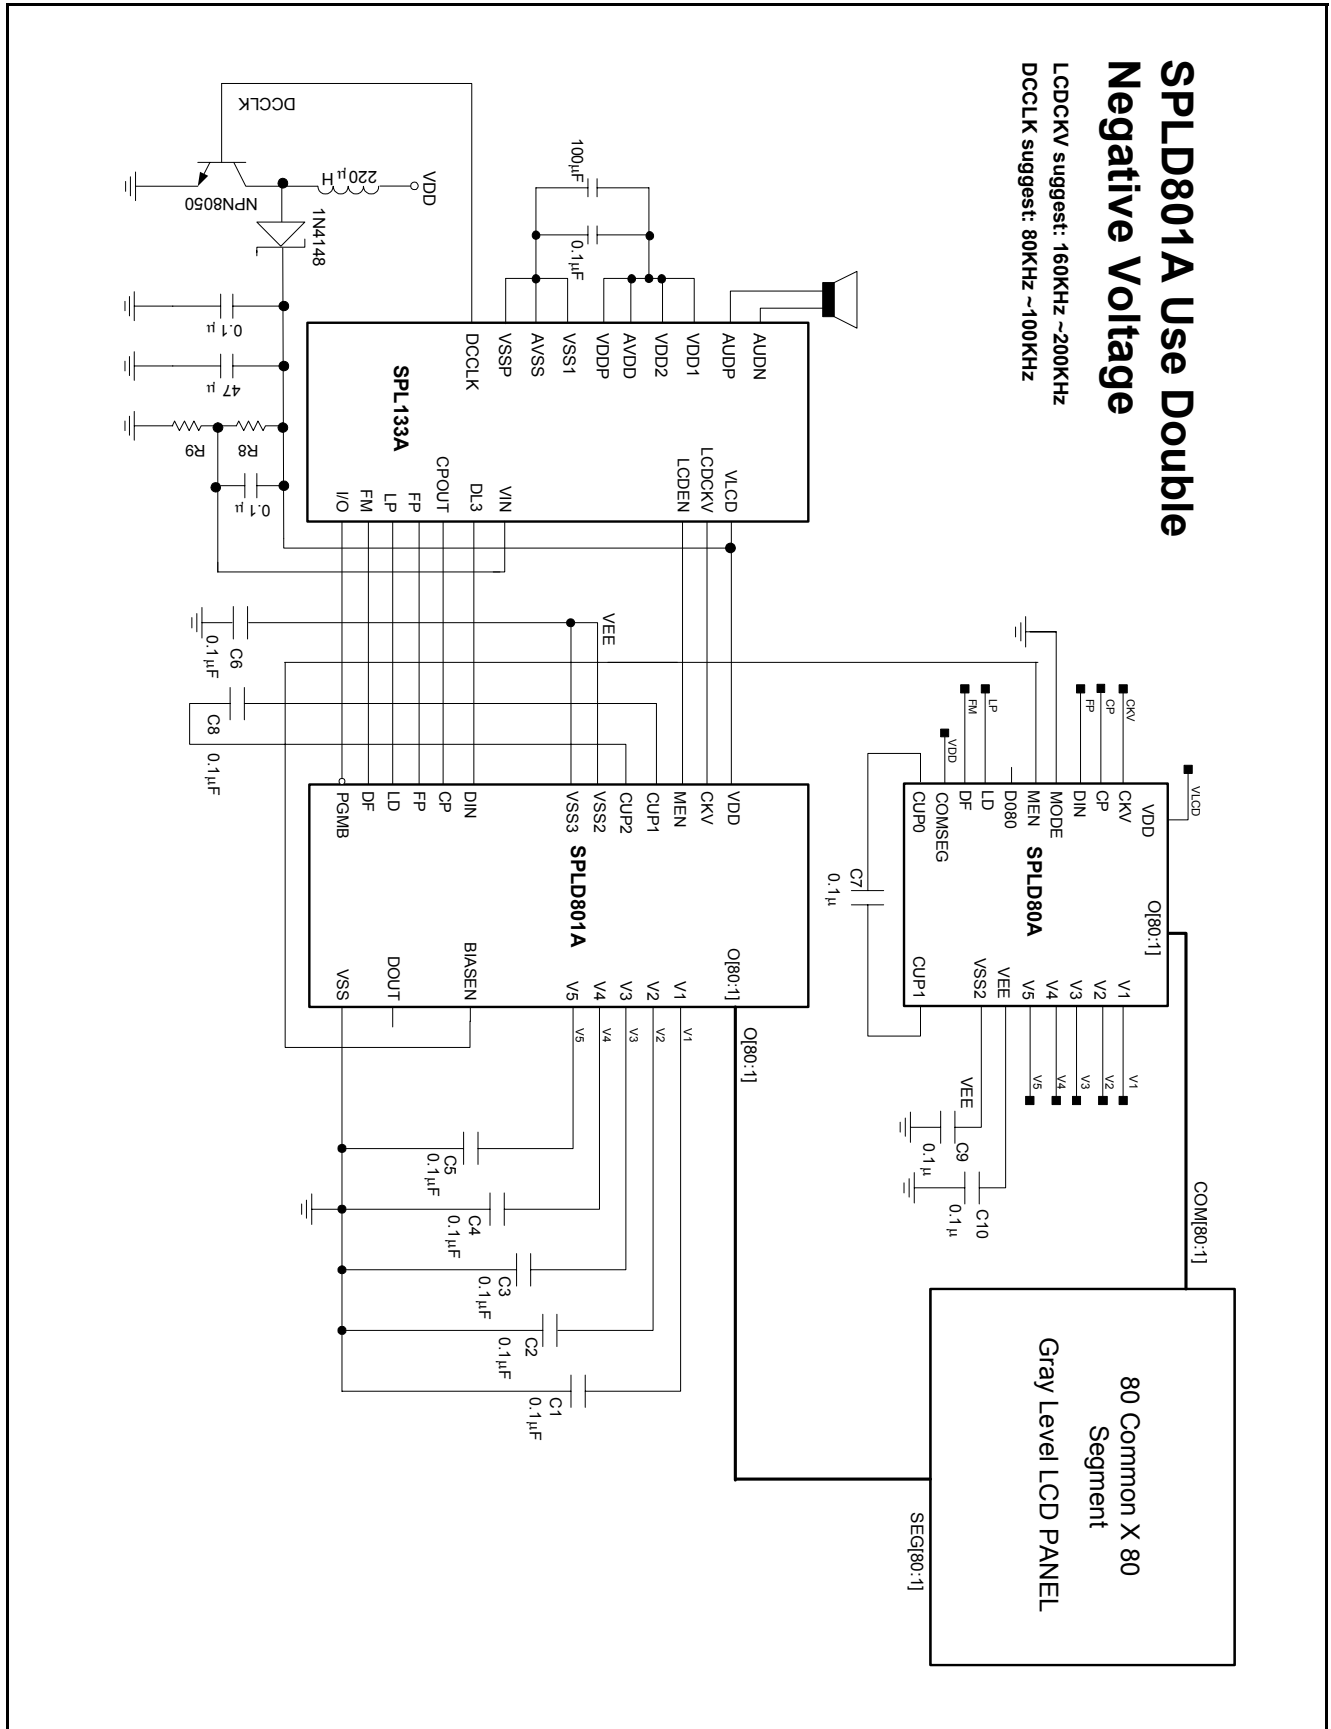 SPLD801A Use Double
Negative Voltage
LCDCKV suggest: 160KHz ~200KHz
DCCLK suggest: 80KHz ~100KHz
DCCLK
NPN8050
220μH
VDD
1N4148
0.1μ
47μ
R9
R8
0.1μ
100μF
0.1μF
DCCLK
VSSP
AVSS
VSS1
VDDP
AVDD
VDD2
VDD1
AUDP
AUDN
SPL133A
I/O
FM
LP
FP
CPOUT
DL3
VIN
LCDEN
LCDCKV
VLCD
C6
0.1μF
C8
0.1μF
VEE
PGMB
DF
LD
FP
CP
DIN
VSS3
VSS2
CUP2
CUP1
MEN
CKV
VDD
SPLD801A
VSS
DOUT
BIASEN
V5
V4
V3
V2
V1
O[80:1]
V5
V4
V3
V2
V1
O[80:1]
C5
0.1μF
C4
0.1μF
C3
0.1μF
C2
0.1μF
C1
0.1μF
VDD
FM
LP
FP
CP
CKV
VLCD
CUP0
COMSEG
DF
LD
D080
MEN
MODE
DIN
CP
CKV
VDD
SPLD80A
O[80:1]
C7
0.1μ
CUP1
VSS2
VEE
V5
V4
V3
V2
V1
V5
V4
V3
V2
V1
VEE
C9
0.1μ
C10
0.1μ
COM[80:1]
80 Common X 80
Segment
Gray Level LCD PANEL
SEG[80:1]